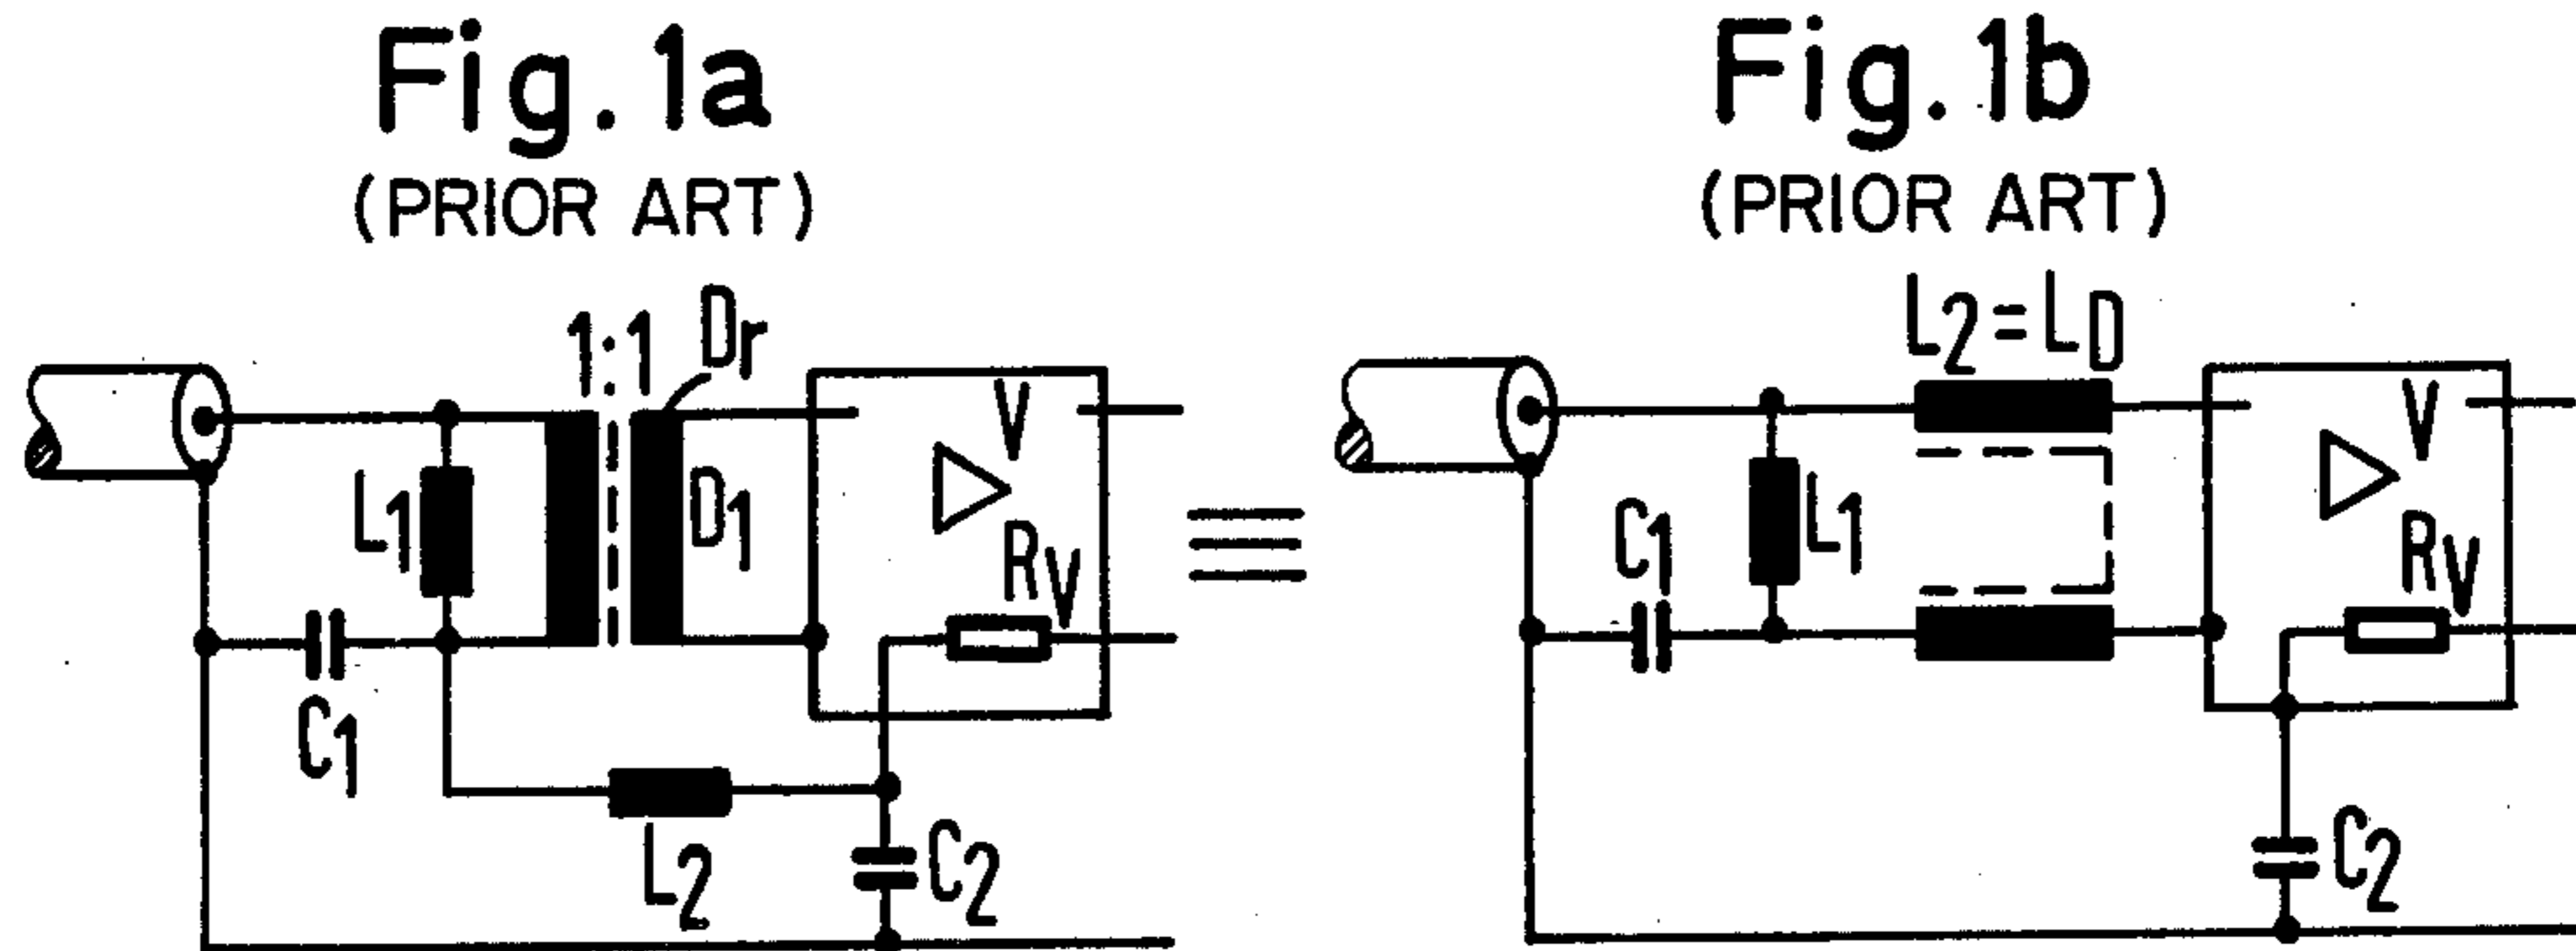 Fig. 1a
(PRIOR ART)
1:1
Dr
L1
D1
V
RV
C1
L2
C2
Fig. 1b
(PRIOR ART)
L2 = LD
C1
L1
V
RV
C2